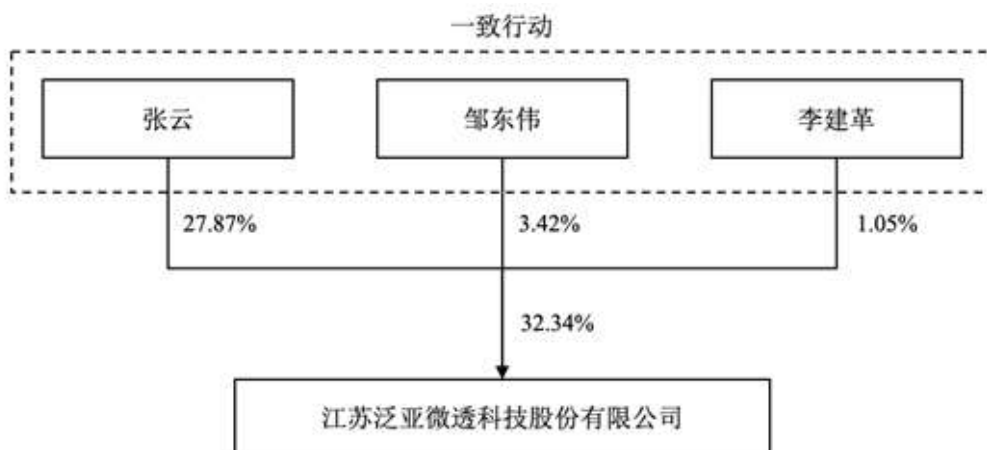 一致行动
张云
邹东伟
李建革
27.87%
3.42%
1.05%
32.34%
江苏泛亚微透科技股份有限公司